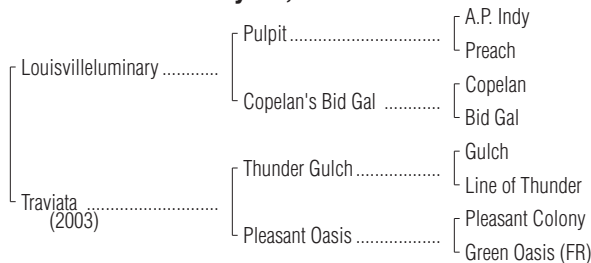 A.P. Indy
Pulpit
Preach
Louisvilleluminary
Copelan
Copelan's Bid Gal
Bid Gal
Gulch
Thunder Gulch
Line of Thunder
Traviata
(2003)
Pleasant Colony
Pleasant Oasis
Green Oasis (FR)